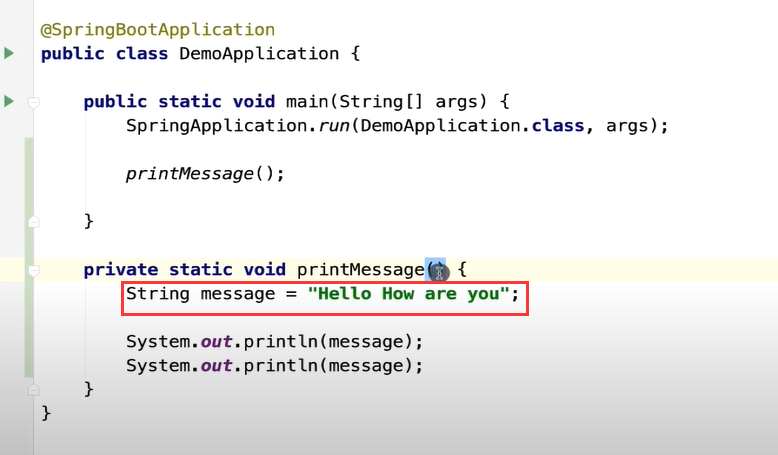 @SpringBootApplication
public class DemoApplication {
public static void main(String[] args) {
SpringApplication.run(DemoApplication.class, args);
printMessage();
}
private static void printMessage() {
String message = "Hello How are you";
System.out.println(message);
System.out.println(message);
}
}